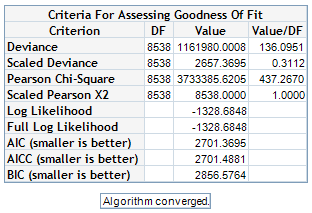 Criteria For Assessing Goodness Of Fit
Criterion DF Value Value/DF
Deviance 8538 1161980.0008 136.0951
Scaled Deviance 8538 2657.3695 0.3112
Pearson Chi-Square 8538 3733385.6205 437.2670
Scaled Pearson X2 8538 8538.0000 1.0000
Log Likelihood -1328.6848
Full Log Likelihood -1328.6848
AIC (smaller is better) 2701.3695
AICC (smaller is better) 2701.4881
BIC (smaller is better) 2856.5764
Algorithm converged.